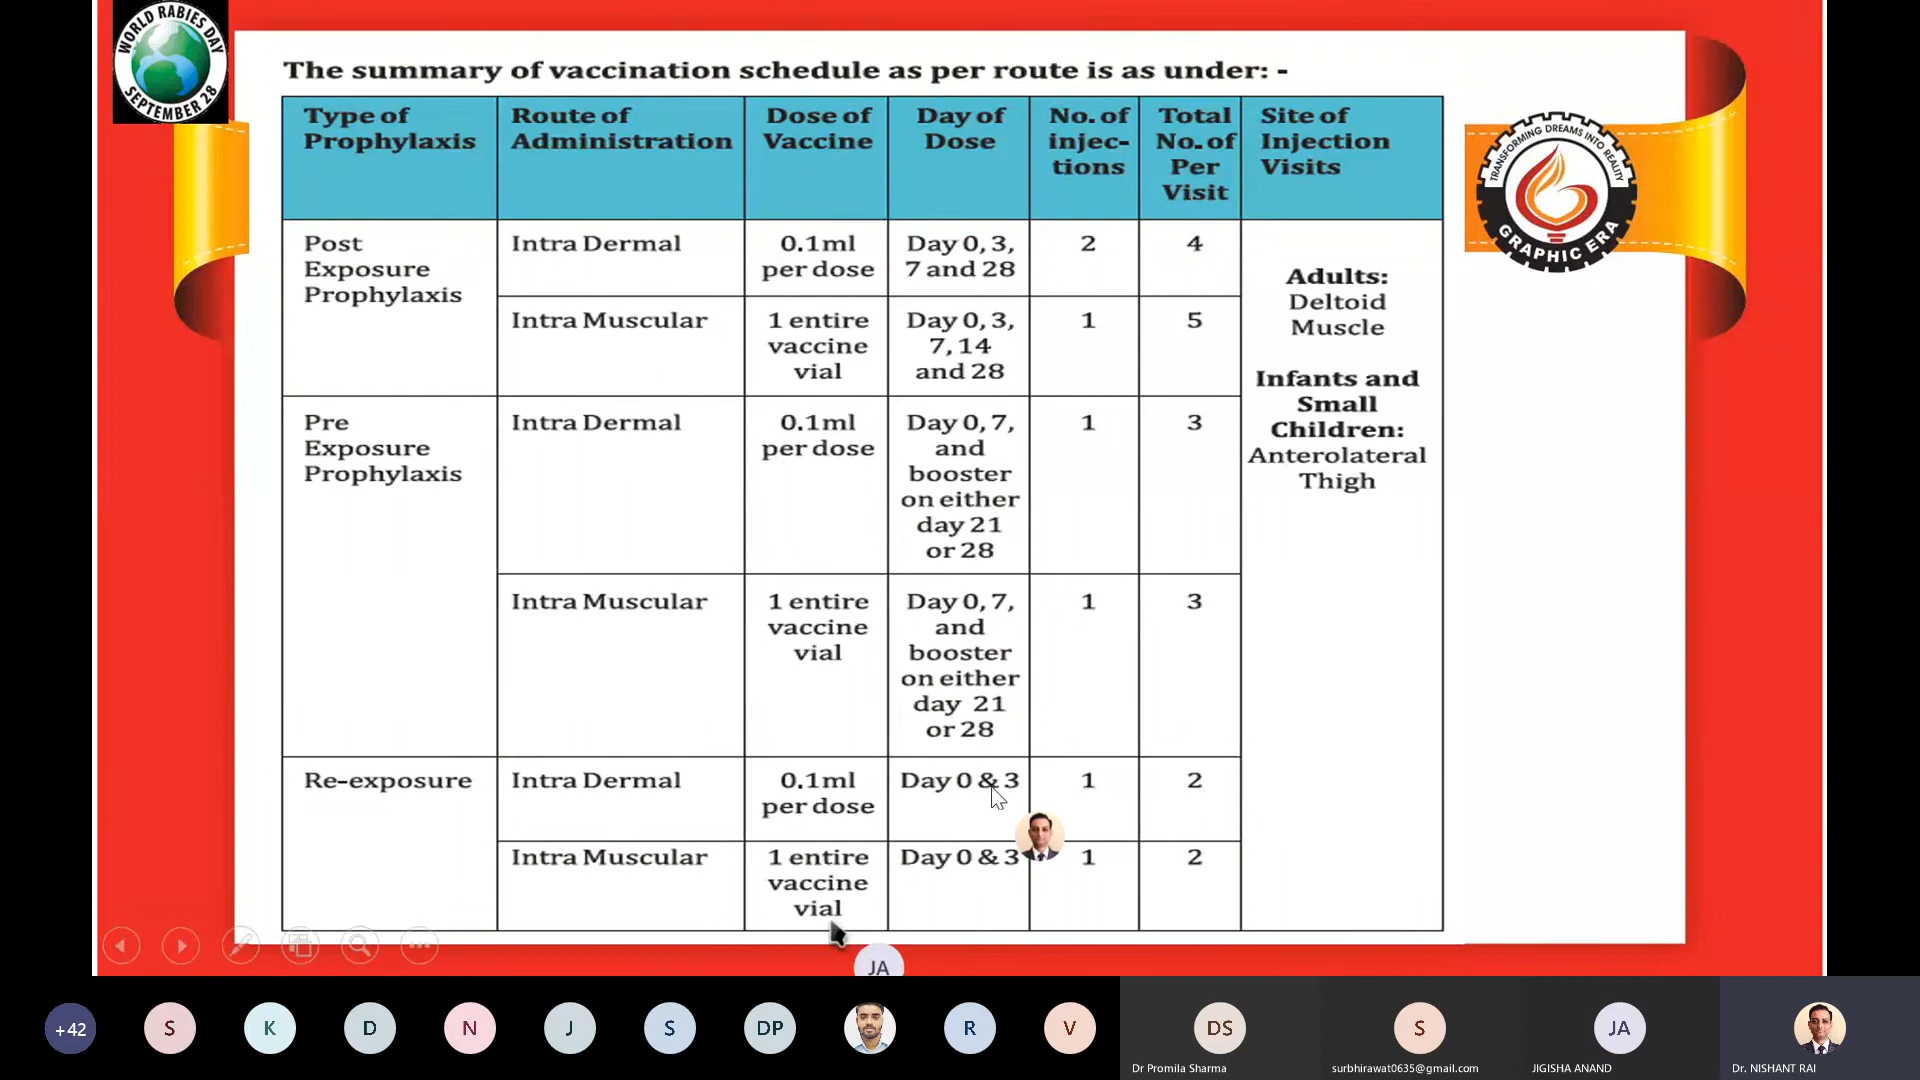 WORLD RABIES DAY
SEPTEMBER 28
The summary of vaccination schedule as per route is as under: -
TRANSFORMING DREAMS INTO REALITY
GRAPHIC ERA
Type of
Prophylaxis
Route of
Administration
Dose of
Vaccine
Day of
Dose
No. of
injec-
tions
Total
No. of
Per
Visit
Site of
Injection
Visits
Post
Exposure
Prophylaxis
Intra Dermal
0.1ml
per dose
Day 0, 3,
7 and 28
2
4
Intra Muscular
1 entire
vaccine
vial
Day 0, 3,
7, 14
and 28
1
5
Pre
Exposure
Prophylaxis
Intra Dermal
0.1ml
per dose
Day 0, 7,
and
booster
on either
day 21
or 28
1
3
Intra Muscular
1 entire
vaccine
vial
Day 0, 7,
and
booster
on either
day 21
or 28
1
3
Re-exposure
Intra Dermal
0.1ml
per dose
Day 0 & 3
1
2
Intra Muscular
1 entire
vaccine
vial
Day 0 & 3
1
2
Adults:
Deltoid
Muscle
Infants and
Small
Children:
Anterolateral
Thigh
JA
+42
S
K
D
N
J
S
DP
R
V
DS
Dr Promila Sharma
S
surbhirawat0635@gmail.com
JA
JIGISHA ANAND
Dr. NISHANT RAI